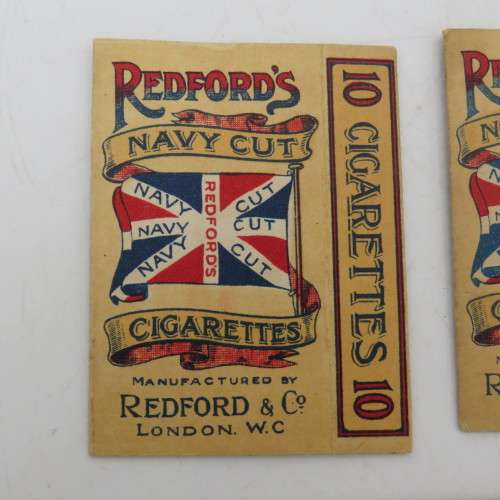 REDFORD'S
NAVY CUT
NAVY CUT
NAVY CUT
NAVY CUT
REDFORD'S
CIGARETTES
MANUFACTURED BY
REDFORD & Co.
LONDON. W.C
10 CIGARETTES 10